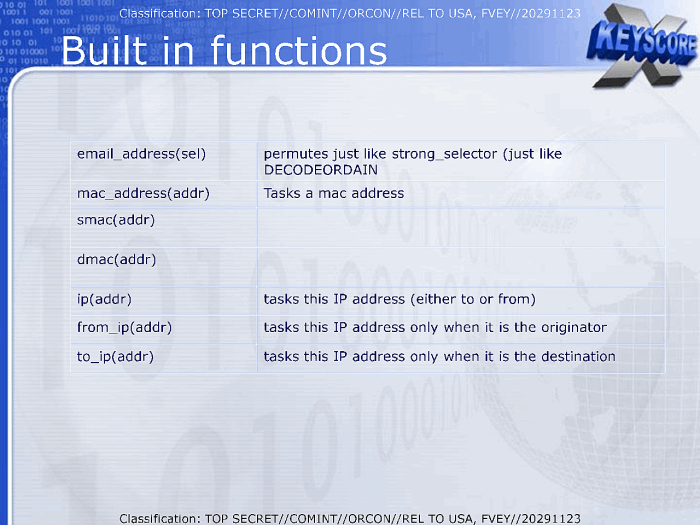 Classification: TOP SECRET//COMINT//ORCON//REL TO USA, FVEY//20291123
Built in functions
KEYSCORE
X
email_address(sel) permutes just like strong_selector (just like
DECODEORDAIN
mac_address(addr) Tasks a mac address
smac(addr)
dmac(addr)
ip(addr) tasks this IP address (either to or from)
from_ip(addr) tasks this IP address only when it is the originator
to_ip(addr) tasks this IP address only when it is the destination
Classification: TOP SECRET//COMINT//ORCON//REL TO USA, FVEY//20291123